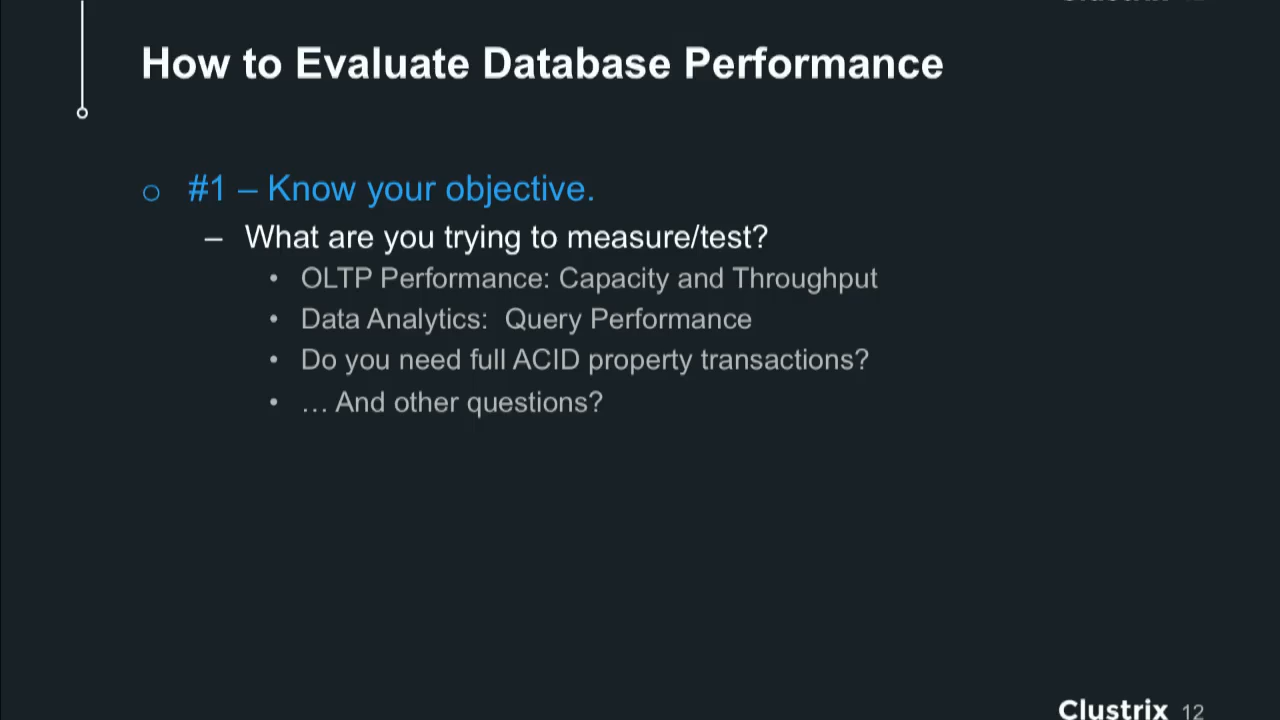 How to Evaluate Database Performance
#1 – Know your objective.
– What are you trying to measure/test?
• OLTP Performance: Capacity and Throughput
• Data Analytics:  Query Performance
• Do you need full ACID property transactions?
• … And other questions?
Clustrix 12